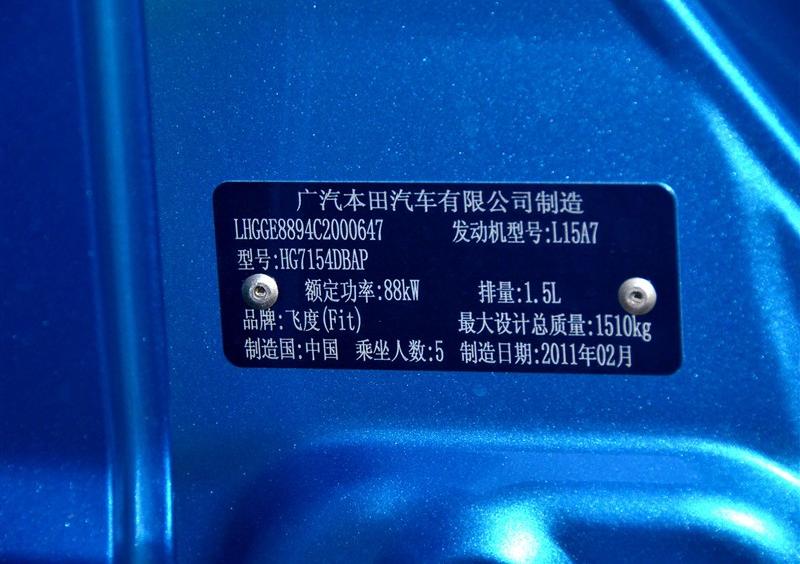 广汽本田汽车有限公司制造
LHGGE8894C2000647 发动机型号:L15A7
型号:HG7154DBAP
额定功率:88kW 排量:1.5L
品牌:飞度(Fit) 最大设计总质量:1510kg
制造国:中国 乘坐人数:5 制造日期:2011年02月